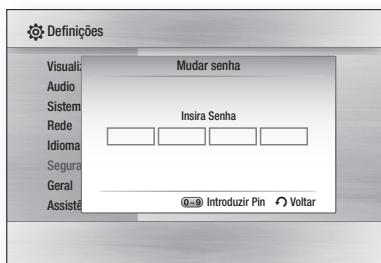 Definições
Visuali
Mudar senha
Audio
Sistem
Insira Senha
Rede
Idioma
Segura
Geral
Assistê
0~9 Introduzir Pin Voltar